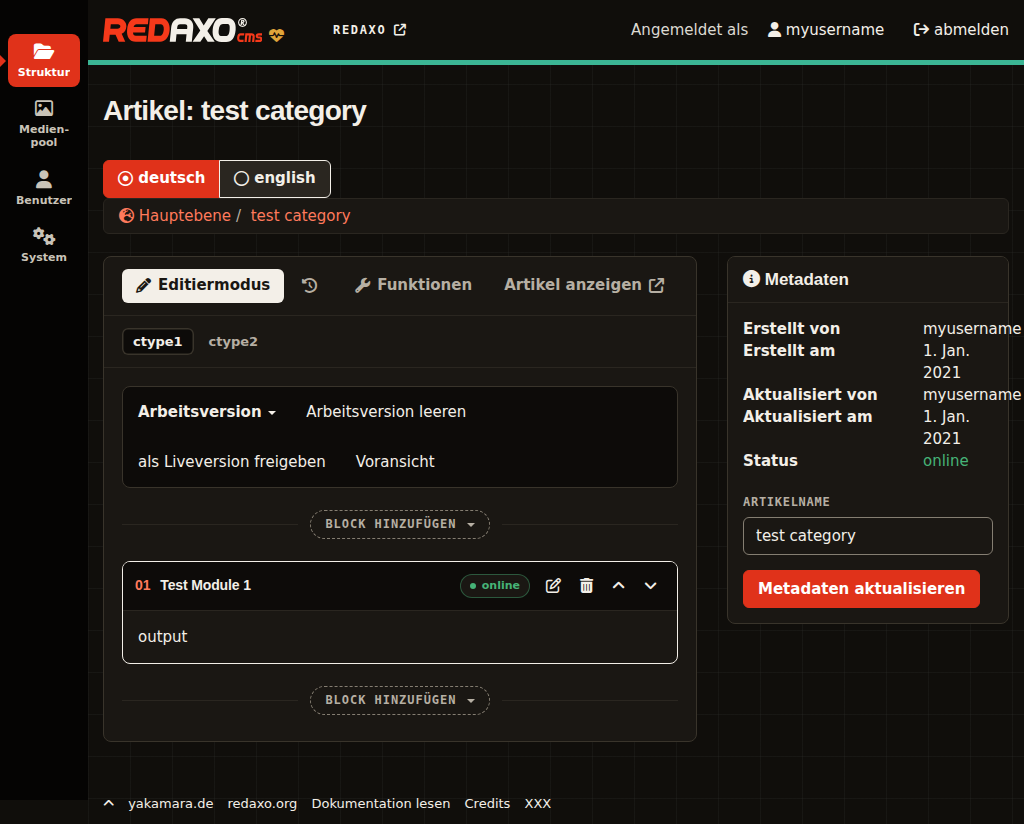 REDAXO® cms
REDAXO
Angemeldet als myusername abmelden
Struktur
Medien-
pool
Benutzer
System
Artikel: test category
deutsch english
Hauptebene / test category
Editiermodus Funktionen Artikel anzeigen
ctype1 ctype2
Arbeitsversion Arbeitsversion leeren
als Liveversion freigeben Voransicht
BLOCK HINZUFÜGEN
01 Test Module 1 online
output
BLOCK HINZUFÜGEN
Metadaten
Erstellt von myusername
Erstellt am 1. Jan.
2021
Aktualisiert von myusername
Aktualisiert am 1. Jan.
2021
Status online
ARTIKELNAME
test category
Metadaten aktualisieren
yakamara.de redaxo.org Dokumentation lesen Credits XXX